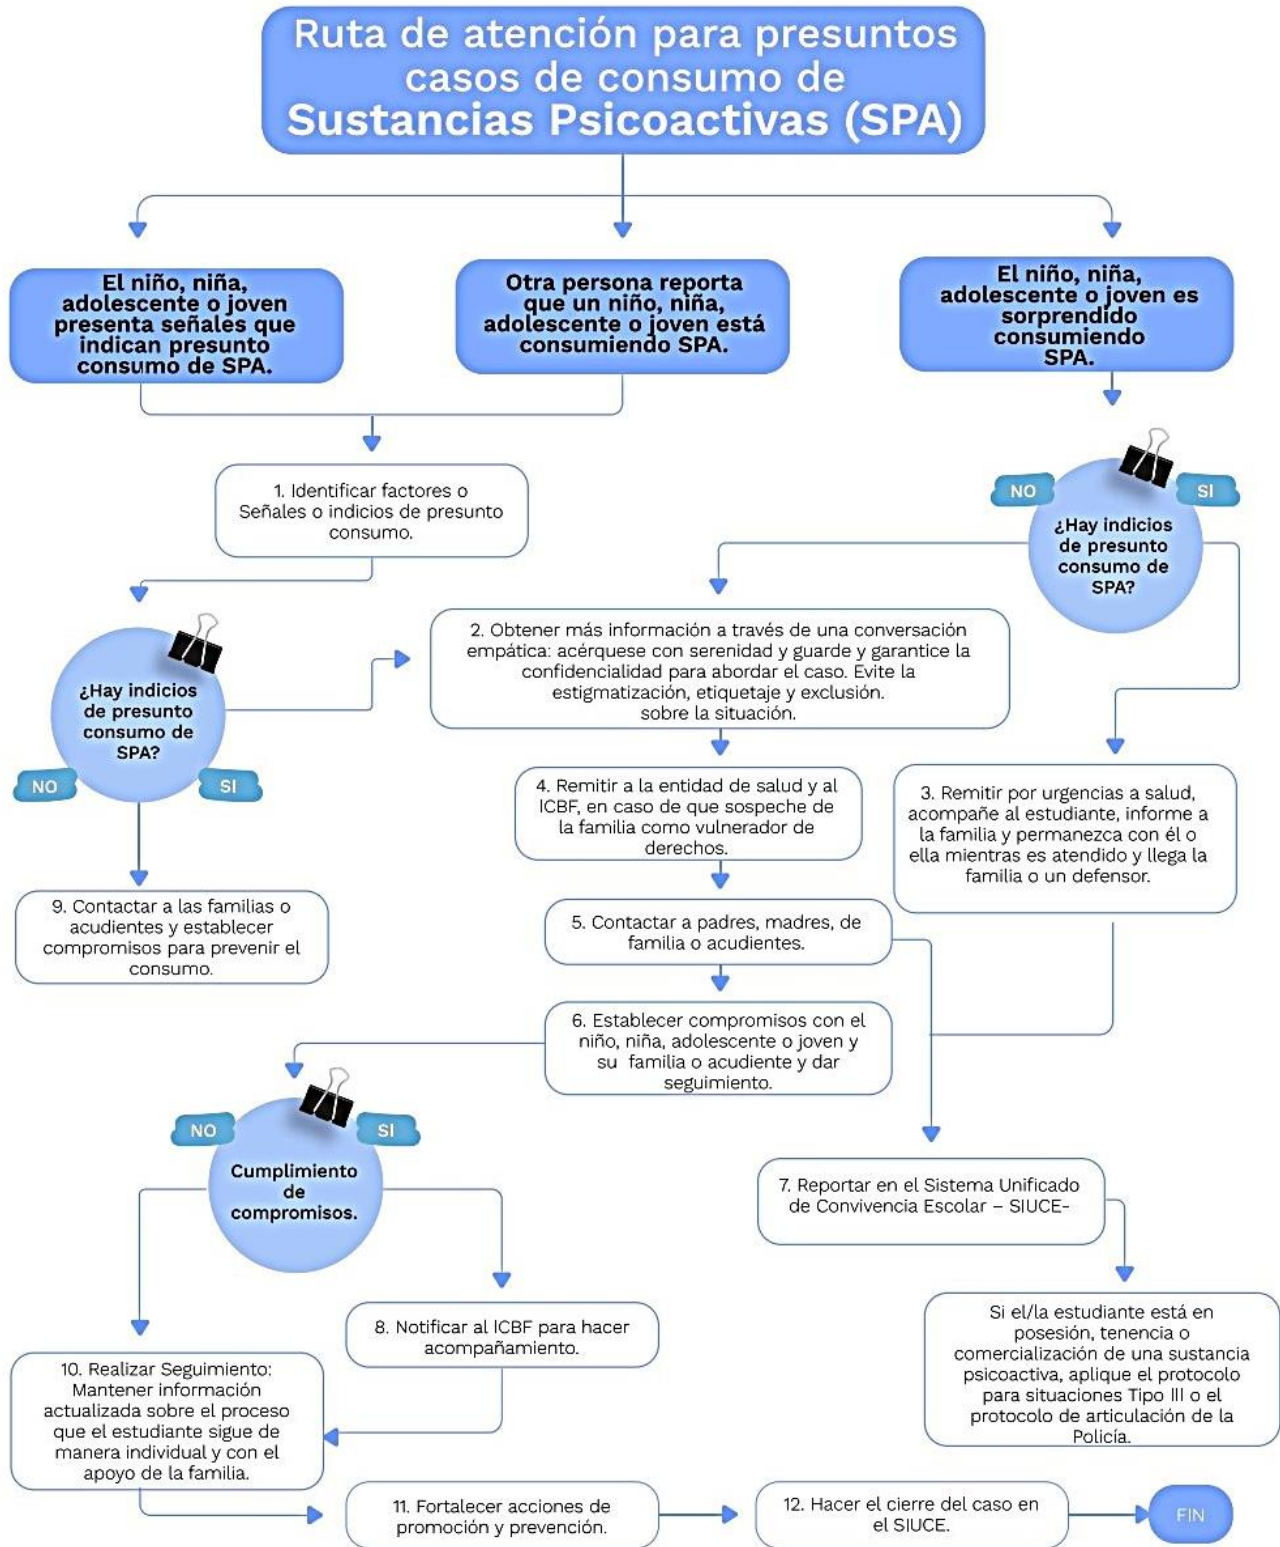 Ruta de atención para presuntos
casos de consumo de
Sustancias Psicoactivas (SPA)
El niño, niña,
adolescente o joven
presenta señales que
indican presunto
consumo de SPA.
Otra persona reporta
que un niño, niña,
adolescente o joven está
consumiendo SPA.
El niño, niña,
adolescente o joven es
sorprendido
consumiendo
SPA.
1. Identificar factores o
Señales o indicios de presunto
consumo.
NO
SI
¿Hay indicios
de presunto
consumo de
SPA?
2. Obtener más información a través de una conversación
empática: acérquese con serenidad y guarde y garantice la
confidencialidad para abordar el caso. Evite la
estigmatización, etiquetaje y exclusión.
sobre la situación.
¿Hay indicios
de presunto
consumo de
SPA?
NO
SI
4. Remitir a la entidad de salud y al
ICBF, en caso de que sospeche de
la familia como vulnerador de
derechos.
3. Remitir por urgencias a salud,
acompañe al estudiante, informe a
la familia y permanezca con él o
ella mientras es atendido y llega la
familia o un defensor.
9. Contactar a las familias o
acudientes y establecer
compromisos para prevenir el
consumo.
5. Contactar a padres, madres, de
familia o acudientes.
6. Establecer compromisos con el
niño, niña, adolescente o joven y
su familia o acudiente y dar
seguimiento.
NO
SI
Cumplimiento
de
compromisos.
7. Reportar en el Sistema Unificado
de Convivencia Escolar – SIUCE-
8. Notificar al ICBF para hacer
acompañamiento.
Si el/la estudiante está en
posesión, tenencia o
comercialización de una sustancia
psicoactiva, aplique el protocolo
para situaciones Tipo III o el
protocolo de articulación de la
Policía.
10. Realizar Seguimiento:
Mantener información
actualizada sobre el proceso
que el estudiante sigue de
manera individual y con el
apoyo de la familia.
11. Fortalecer acciones de
promoción y prevención.
12. Hacer el cierre del caso en
el SIUCE.
FIN